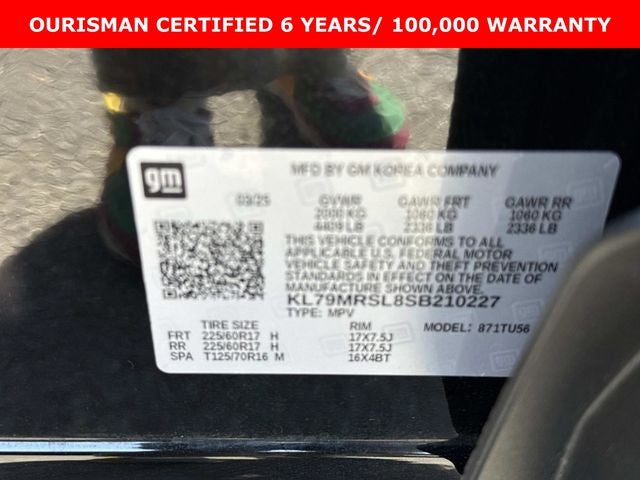 OURISMAN CERTIFIED 6 YEARS/ 100,000 WARRANTY
gm
MFD BY GM KOREA COMPANY
03/25 GVWR GAWR FRT GAWR RR
2000 KG 1060 KG 1060 KG
4409 LB 2336 LB 2336 LB
THIS VEHICLE CONFORMS TO ALL
APPLICABLE U.S. FEDERAL MOTOR
VEHICLE SAFETY AND THEFT PREVENTION
STANDARDS IN EFFECT ON THE DATE OF
MANUFACTURE SHOWN ABOVE.
KL79MRSL8SB210227
TYPE: MPV
TIRE SIZE RIM MODEL: 871TU56
FRT 225/60R17 H 17X7.5J
RR 225/60R17 H 17X7.5J
SPA T125/70R16 M 16X4BT